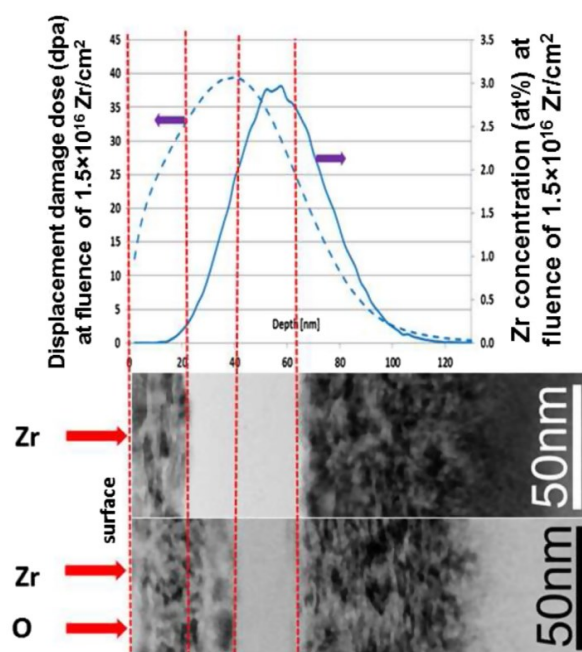 Displacement damage dose (dpa)
at fluence of 1.5×10¹⁶ Zr/cm²
45
40
35
30
25
20
15
10
5
0
3.5
3.0
2.5
2.0
1.5
1.0
0.5
0.0
Zr concentration (at%) at
fluence of 1.5×10¹⁶ Zr/cm²
Depth [nm]
0 20 40 60 80 100 120
Zr
surface
50nm
Zr
O
50nm